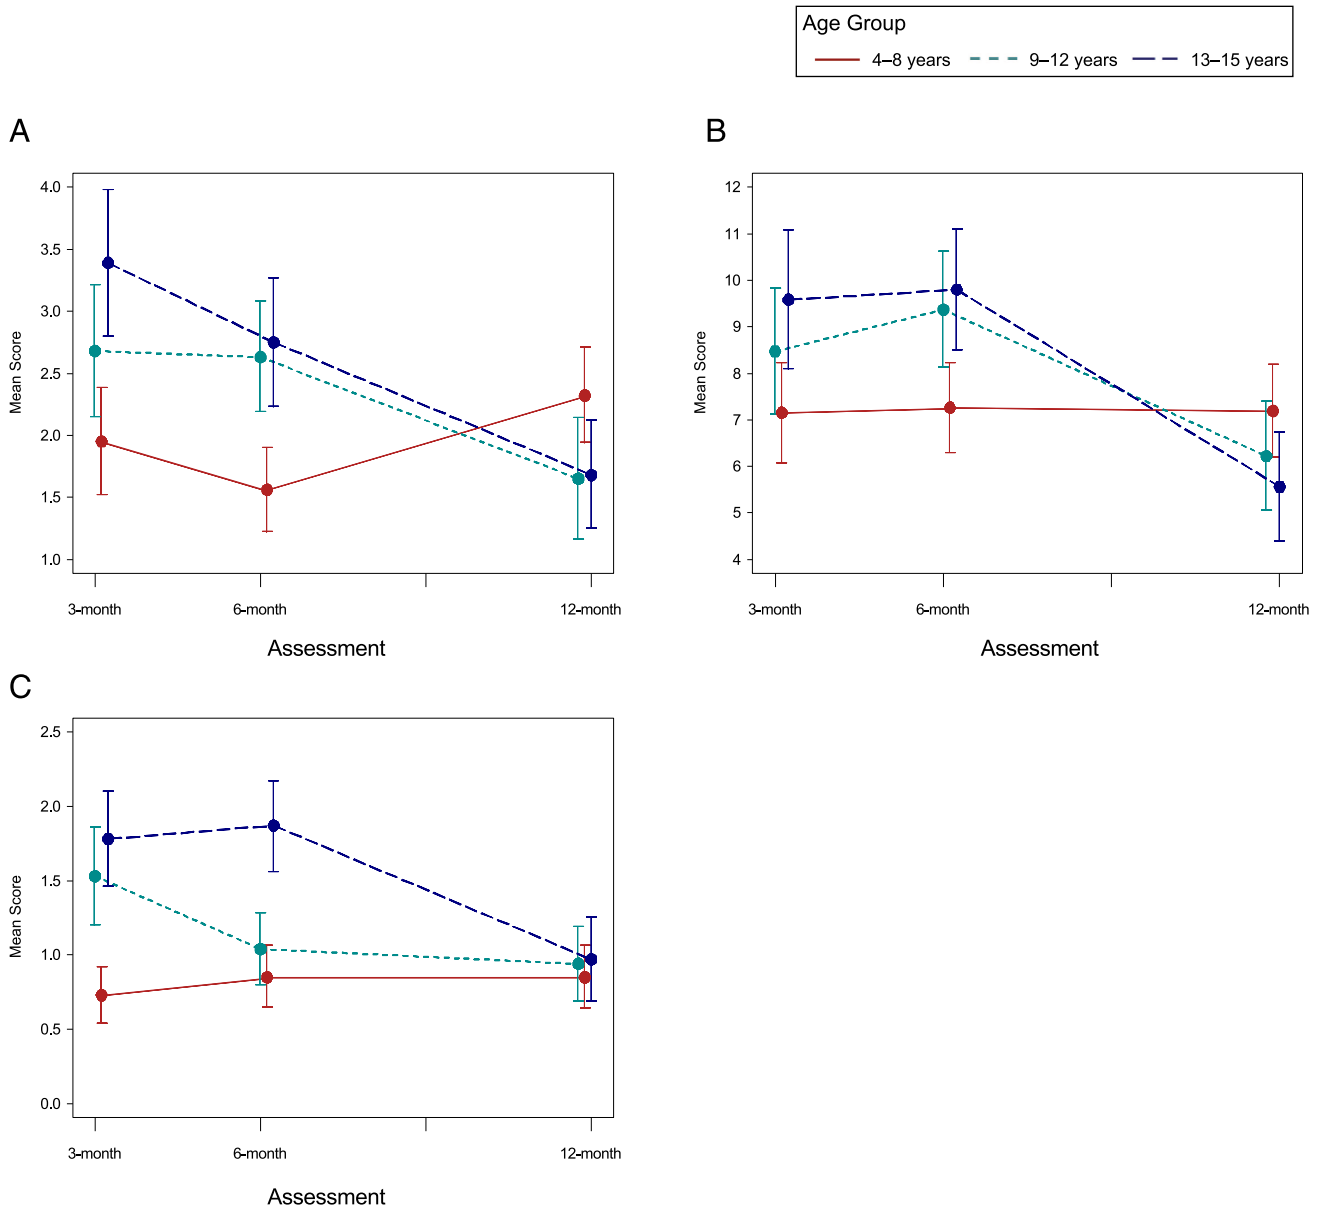 Age Group
4–8 years 9–12 years 13–15 years
A
4.0
3.5
3.0
2.5
2.0
1.5
1.0
Mean Score
3-month 6-month 12-month
Assessment
B
12
11
10
9
8
7
6
5
4
Mean Score
3-month 6-month 12-month
Assessment
C
2.5
2.0
1.5
1.0
0.5
0.0
Mean Score
3-month 6-month 12-month
Assessment